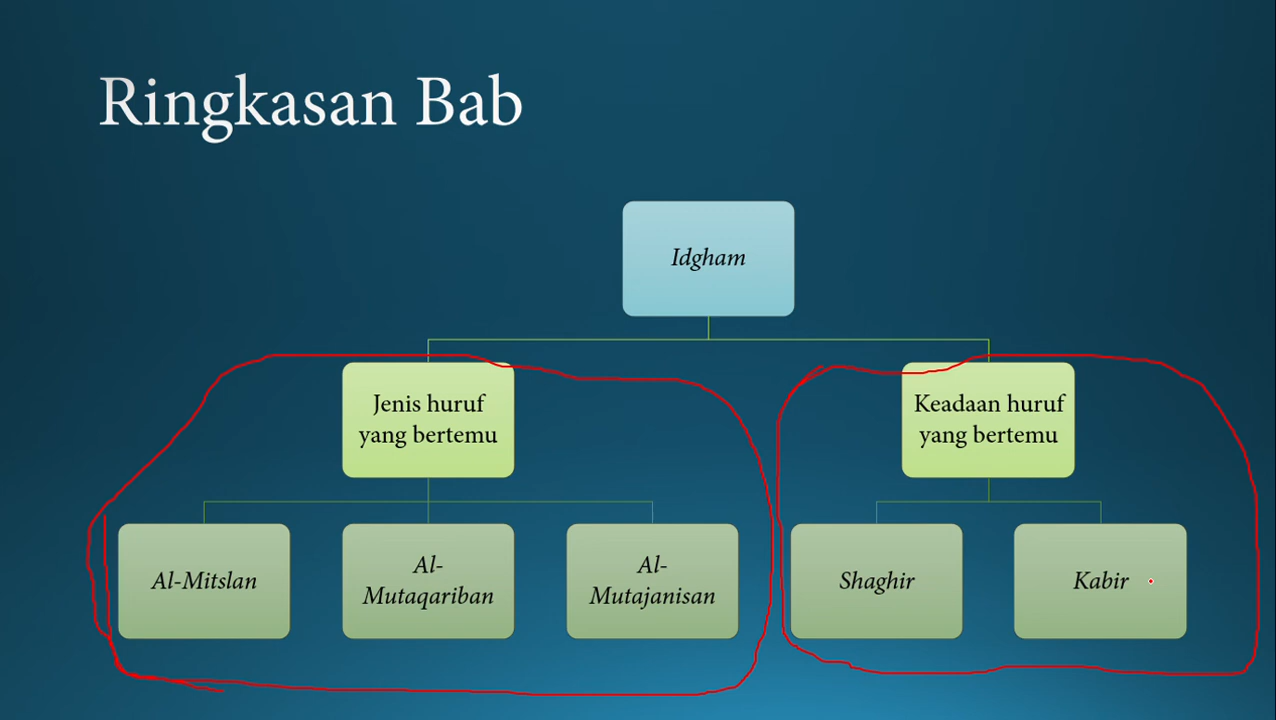 Ringkasan Bab
Idgham
Jenis huruf
yang bertemu
Keadaan huruf
yang bertemu
Al-Mitslan
Al-
Mutaqariban
Al-
Mutajanisan
Shaghir
Kabir